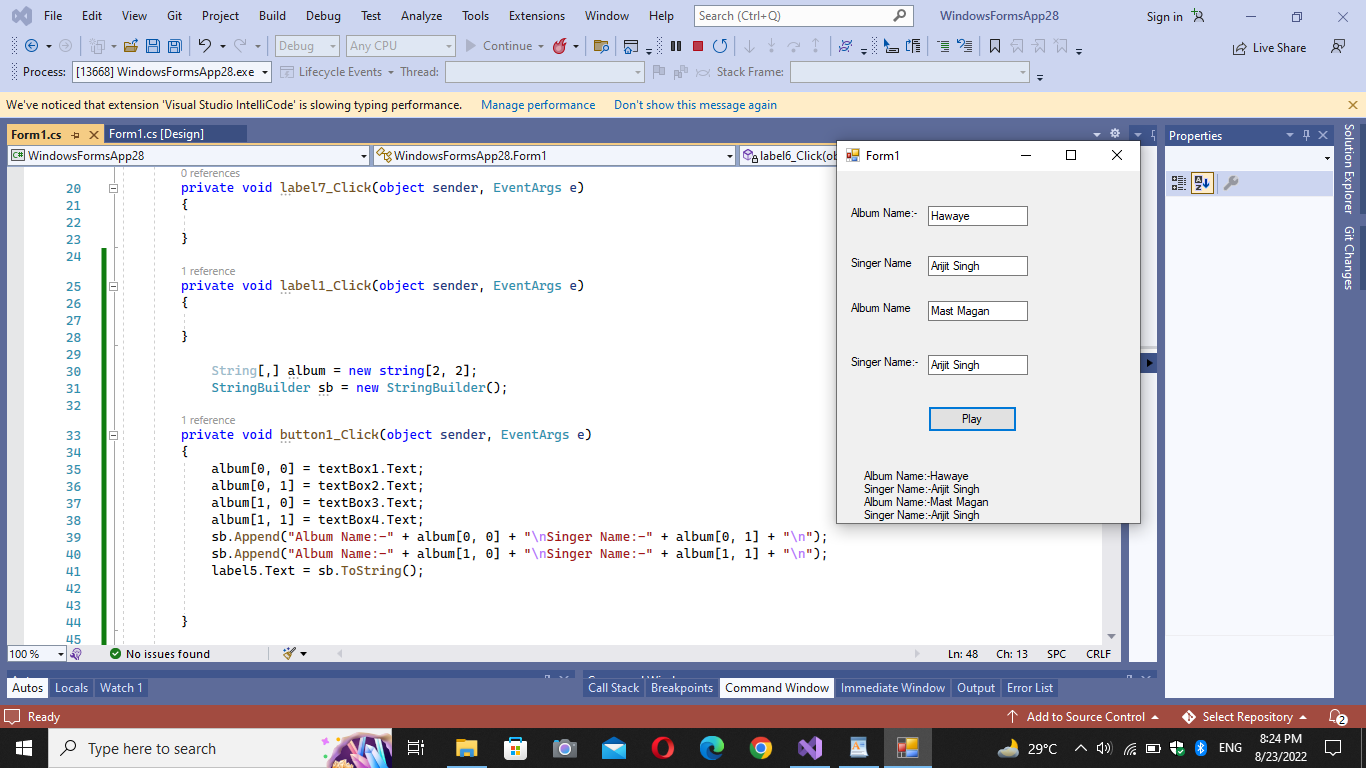 File Edit View Git Project Build Debug Test Analyze Tools Extensions Window Help Search (Ctrl+Q) WindowsFormsApp28 Sign in
Debug Any CPU Continue Live Share
Process: [13668] WindowsFormsApp28.exe Lifecycle Events Thread: Stack Frame:
We've noticed that extension 'Visual Studio IntelliCode' is slowing typing performance. Manage performance Don't show this message again
Form1.cs Form1.cs [Design]
WindowsFormsApp28 WindowsFormsApp28.Form1 label6_Click(ob
0 references
20 private void label7_Click(object sender, EventArgs e)
21 {
22
23 }
24
1 reference
25 private void label1_Click(object sender, EventArgs e)
26 {
27
28 }
29
30 String[,] album = new string[2, 2];
31 StringBuilder sb = new StringBuilder();
32
1 reference
33 private void button1_Click(object sender, EventArgs e)
34 {
35 album[0, 0] = textBox1.Text;
36 album[0, 1] = textBox2.Text;
37 album[1, 0] = textBox3.Text;
38 album[1, 1] = textBox4.Text;
39 sb.Append("Album Name:-" + album[0, 0] + "\nSinger Name:-" + album[0, 1] + "\n");
40 sb.Append("Album Name:-" + album[1, 0] + "\nSinger Name:-" + album[1, 1] + "\n");
41 label5.Text = sb.ToString();
42
43
44 }
45
Form1
Album Name:- Hawaye
Singer Name Arijit Singh
Album Name Mast Magan
Singer Name:- Arijit Singh
Play
Album Name:-Hawaye
Singer Name:-Arijit Singh
Album Name:-Mast Magan
Singer Name:-Arijit Singh
Properties
Solution Explorer
Git Changes
100 % No issues found Ln: 48 Ch: 13 SPC CRLF
Autos Locals Watch 1 Call Stack Breakpoints Command Window Immediate Window Output Error List
Ready Add to Source Control Select Repository 2
Type here to search 29°C ENG 8:24 PM
8/23/2022